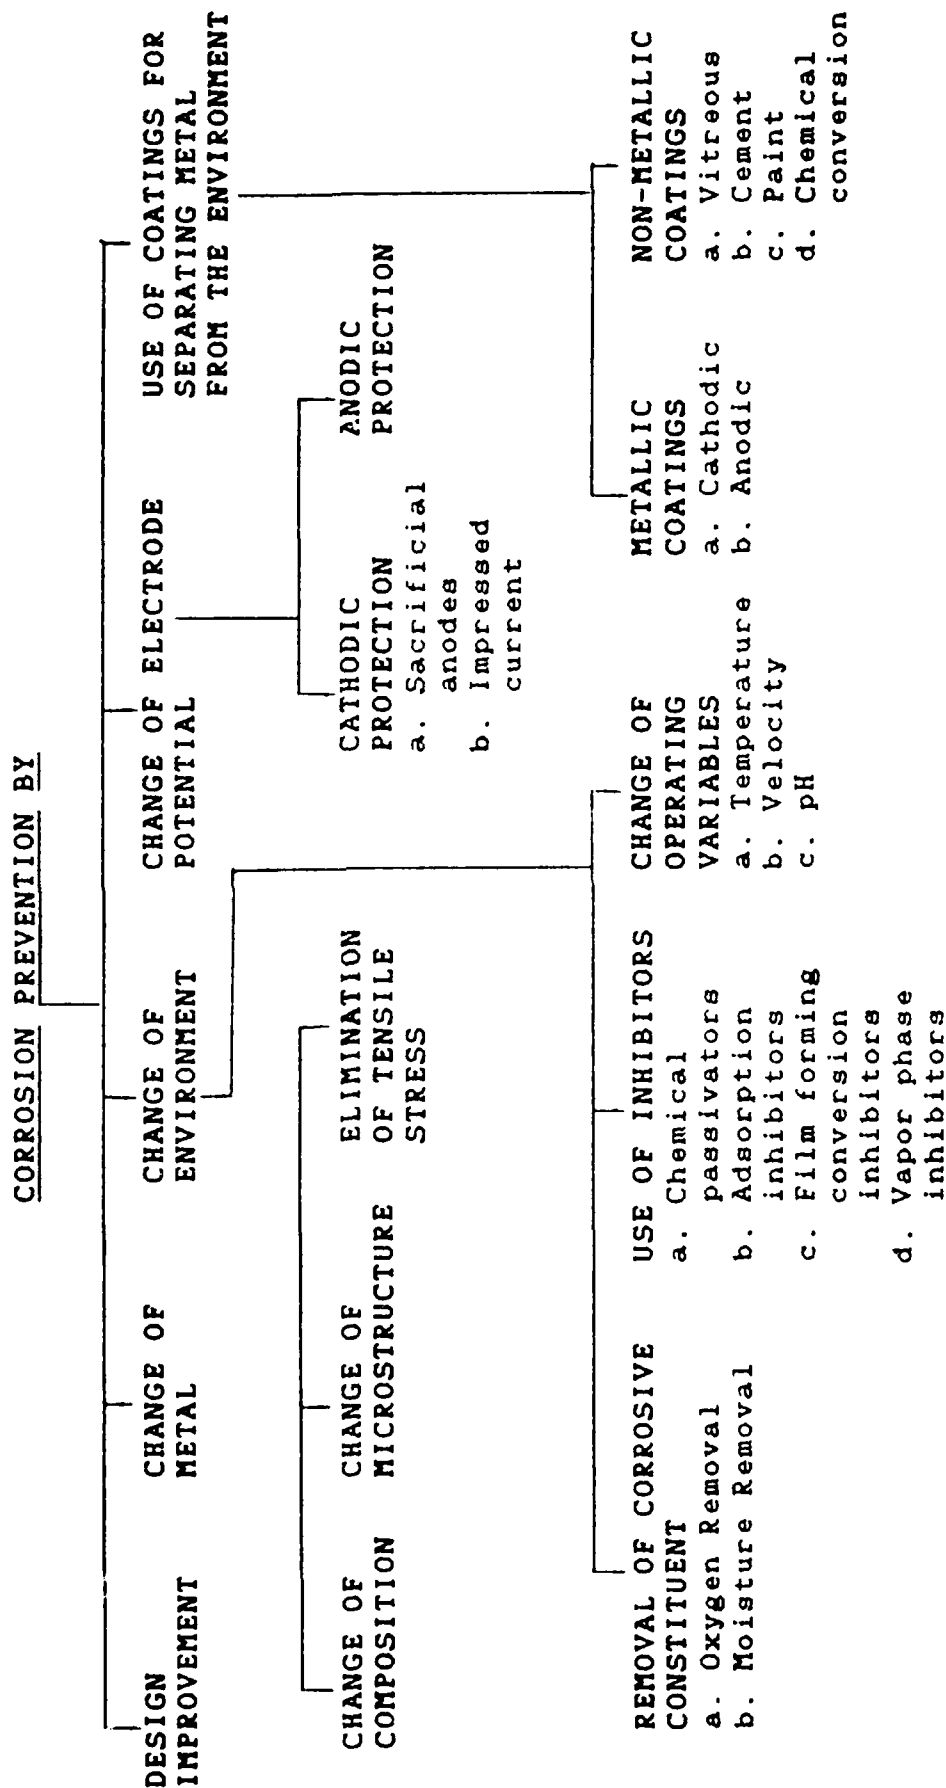 CORROSION PREVENTION BY
DESIGN
IMPROVEMENT
CHANGE OF
METAL
CHANGE OF
ENVIRONMENT
CHANGE OF ELECTRODE
POTENTIAL
USE OF COATINGS FOR
SEPARATING METAL
FROM THE ENVIRONMENT
CHANGE OF
COMPOSITION
CHANGE OF
MICROSTRUCTURE
ELIMINATION
OF TENSILE
STRESS
CATHODIC
PROTECTION
a. Sacrificial
anodes
b. Impressed
current
ANODIC
PROTECTION
REMOVAL OF CORROSIVE
CONSTITUENT
a. Oxygen Removal
b. Moisture Removal
USE OF INHIBITORS
a. Chemical
passivators
b. Adsorption
inhibitors
c. Film forming
conversion
inhibitors
d. Vapor phase
inhibitors
CHANGE OF
OPERATING
VARIABLES
a. Temperature
b. Velocity
c. pH
METALLIC
COATINGS
a. Cathodic
b. Anodic
NON-METALLIC
COATINGS
a. Vitreous
b. Cement
c. Paint
d. Chemical
conversion